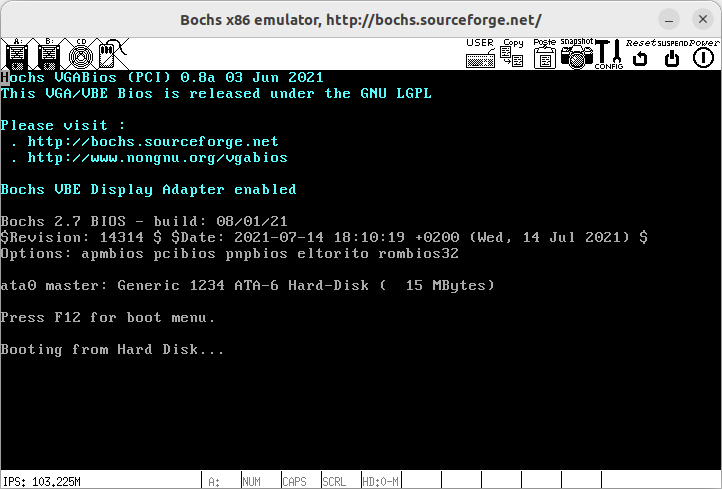 Bochs x86 emulator, http://bochs.sourceforge.net/
A: B: CD USER Copy Paste snapshot CONFIG Reset SUSPEND Power
Bochs VGABios (PCI) 0.8a 03 Jun 2021
This VGA/VBE Bios is released under the GNU LGPL
Please visit :
. http://bochs.sourceforge.net
. http://www.nongnu.org/vgabios
Bochs VBE Display Adapter enabled
Bochs 2.7 BIOS - build: 08/01/21
$Revision: 14314 $ $Date: 2021-07-14 18:10:19 +0200 (Wed, 14 Jul 2021) $
Options: apmbios pcibios pnpbios eltorito rombios32
ata0 master: Generic 1234 ATA-6 Hard-Disk (  15 MBytes)
Press F12 for boot menu.
Booting from Hard Disk...
IPS: 103.225M A: NUM CAPS SCRL HD:0-M